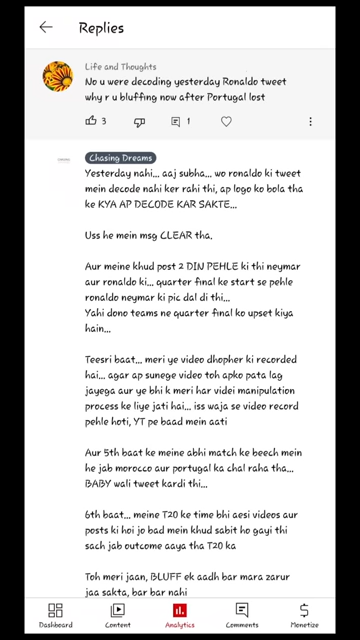 Replies
Life and Thoughts
No u were decoding yesterday Ronaldo tweet
why r u bluffing now after Portugal lost
3
1
Chasing Dreams
Yesterday nahi... aaj subha... wo ronaldo ki tweet
mein decode nahi ker rahi thi, ap logo ko bola tha
ke KYA AP DECODE KAR SAKTE...
Uss he mein msg CLEAR tha.
Aur meine khud post 2 DIN PEHLE ki thi neymar
aur ronaldo ki... quarter final ke start se pehle
ronaldo neymar ki pic dal di thi...
Yahi dono teams ne quarter final ko upset kiya
hain...
Teesri baat... meri ye video dhopher ki recorded
hai... agar ap sunege video toh apko pata lag
jayega aur ye bhi k meri har videi manipulation
process ke liye jati hai... iss waja se video record
pehle hoti, YT pe baad mein aati
Aur 5th baat ke meine abhi match ke beech mein
he jab morocco aur portugal ka chal raha tha...
BABY wali tweet kardi thi...
6th baat... meine T20 ke time bhi aesi videos aur
posts ki hoi jo bad mein khud sabit ho gayi thi
sach jab outcome aaya tha T20 ka
Toh meri jaan, BLUFF ek aadh bar mara zarur
jaa sakta, bar bar nahi
Dashboard
Content
Analytics
Comments
Monetize